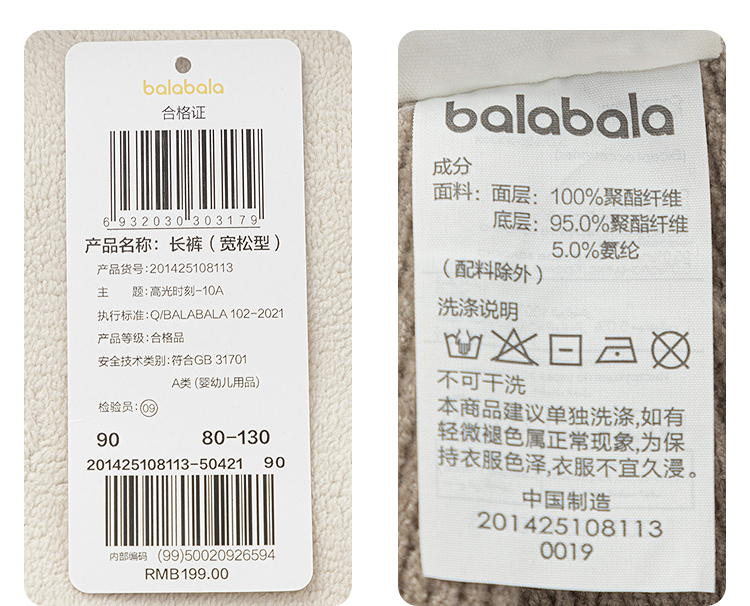 balabala
合格证
6 932030 303179
产品名称：长裤（宽松型）
产品货号：201425108113
主 题：高光时刻-10A
执行标准：Q/BALABALA 102-2021
产品等级：合格品
安全技术类别：符合GB 31701
A类（婴幼儿用品）
检验员：09
90 80-130
201425108113-50421 90
内部编码 (99)50020926594
RMB199.00
balabala
成分
面料：面层：100%聚酯纤维
底层：95.0%聚酯纤维
5.0%氨纶
（配料除外）
洗涤说明
不可干洗
本商品建议单独洗涤,如有
轻微褪色属正常现象,为保
持衣服色泽,衣服不宜久漫。
中国制造
201425108113
0019